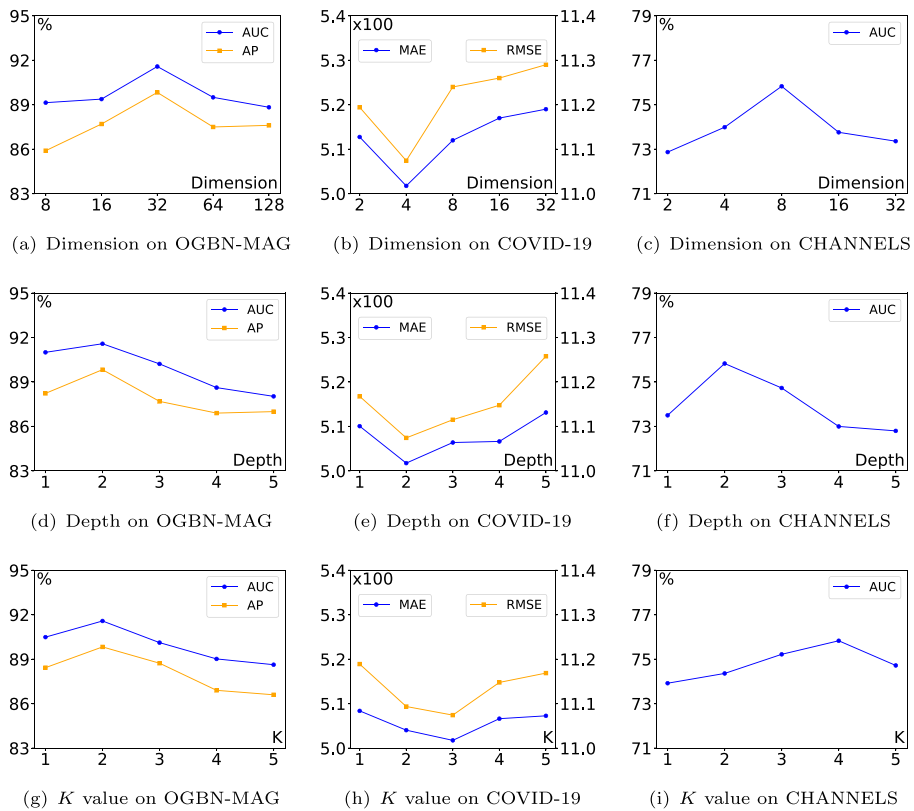 95
%
AUC
AP
92
89
86
83
Dimension
8 16 32 64 128
(a) Dimension on OGBN-MAG
5.4
x100
MAE
RMSE
11.4
5.3
11.3
5.2
11.2
5.1
11.1
5.0
Dimension
11.0
2 4 8 16 32
(b) Dimension on COVID-19
79
%
AUC
77
75
73
71
Dimension
2 4 8 16 32
(c) Dimension on CHANNELS
95
%
AUC
AP
92
89
86
83
Depth
1 2 3 4 5
(d) Depth on OGBN-MAG
5.4
x100
MAE
RMSE
11.4
5.3
11.3
5.2
11.2
5.1
11.1
5.0
Depth
11.0
1 2 3 4 5
(e) Depth on COVID-19
79
%
AUC
77
75
73
71
Depth
1 2 3 4 5
(f) Depth on CHANNELS
95
%
AUC
AP
92
89
86
83
K
1 2 3 4 5
(g) K value on OGBN-MAG
5.4
x100
MAE
RMSE
11.4
5.3
11.3
5.2
11.2
5.1
11.1
5.0
K
11.0
1 2 3 4 5
(h) K value on COVID-19
79
%
AUC
77
75
73
71
K
1 2 3 4 5
(i) K value on CHANNELS